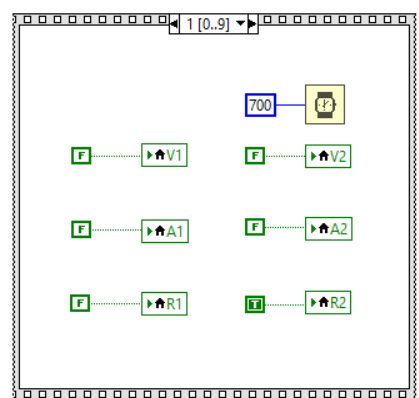 1 [0..9]
700
F V1 F V2
F A1 F A2
F R1 T R2